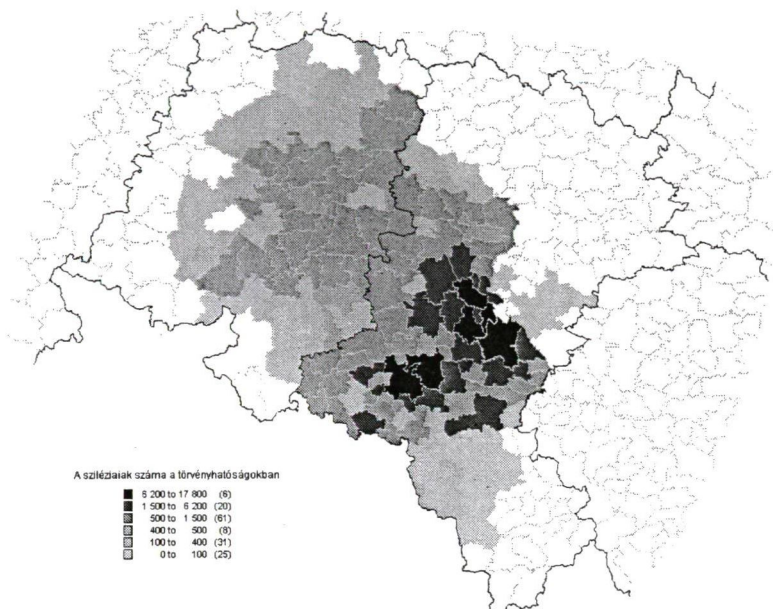 A sziléziaiak száma a törvényhatóságokban
6 200 to 17 800 (6)
1 500 to 6 200 (20)
500 to 1 500 (61)
400 to 500 (8)
100 to 400 (31)
0 to 100 (25)